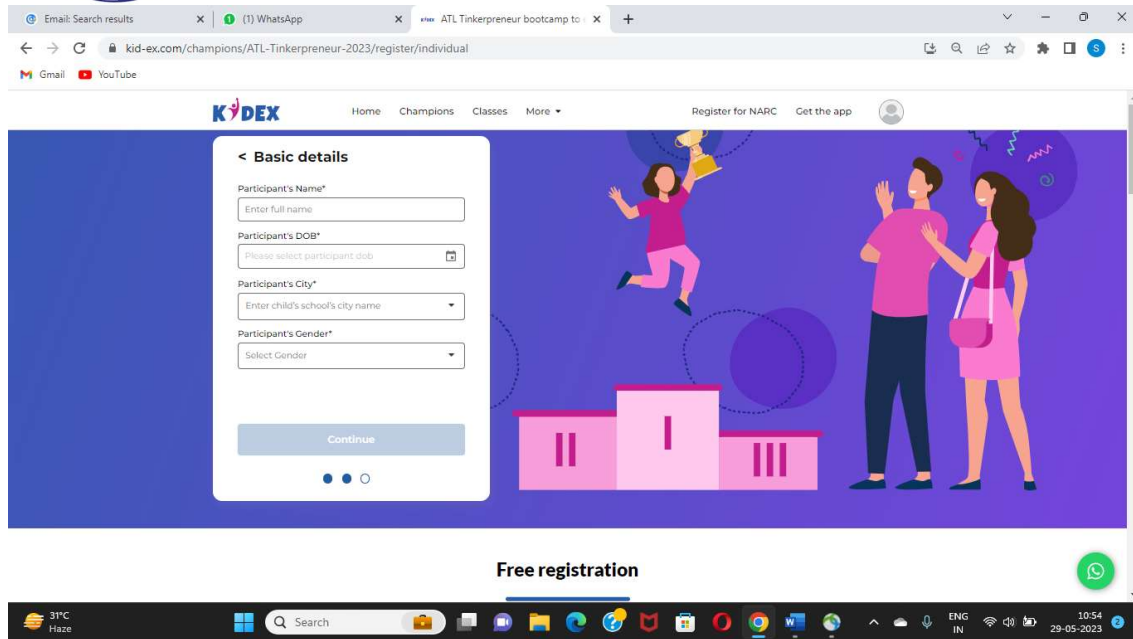 Email: Search results
(1) WhatsApp
ATL Tinkerpreneur bootcamp to
kid-ex.com/champions/ATL-Tinkerpreneur-2023/register/individual
S
Gmail
YouTube
KIDEX
Home
Champions
Classes
More
Register for NARC
Get the app
< Basic details
Participant's Name*
Enter full name
Participant's DOB*
Please select participant dob
Participant's City*
Enter child's school's city name
Participant's Gender*
Select Gender
Continue
II
I
III
Free registration
31°C
Haze
Search
ENG
IN
10:54
29-05-2023
2